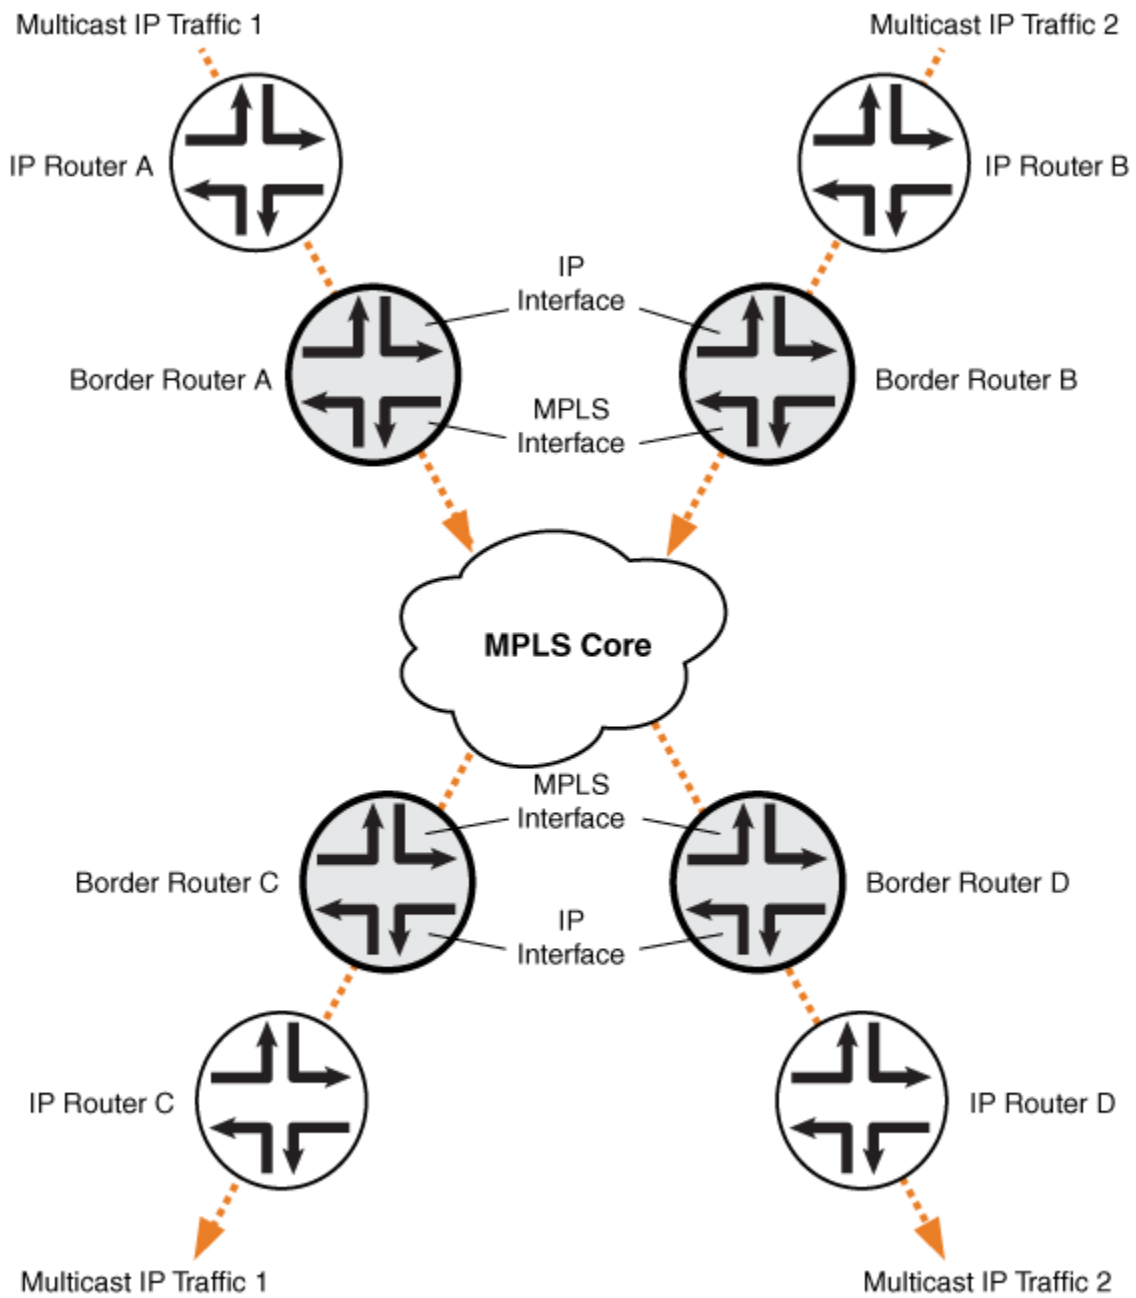 Multicast IP Traffic 1
Multicast IP Traffic 2
IP Router A
IP Router B
IP
Interface
Border Router A
Border Router B
MPLS
Interface
MPLS Core
MPLS
Interface
Border Router C
Border Router D
IP
Interface
IP Router C
IP Router D
Multicast IP Traffic 1
Multicast IP Traffic 2